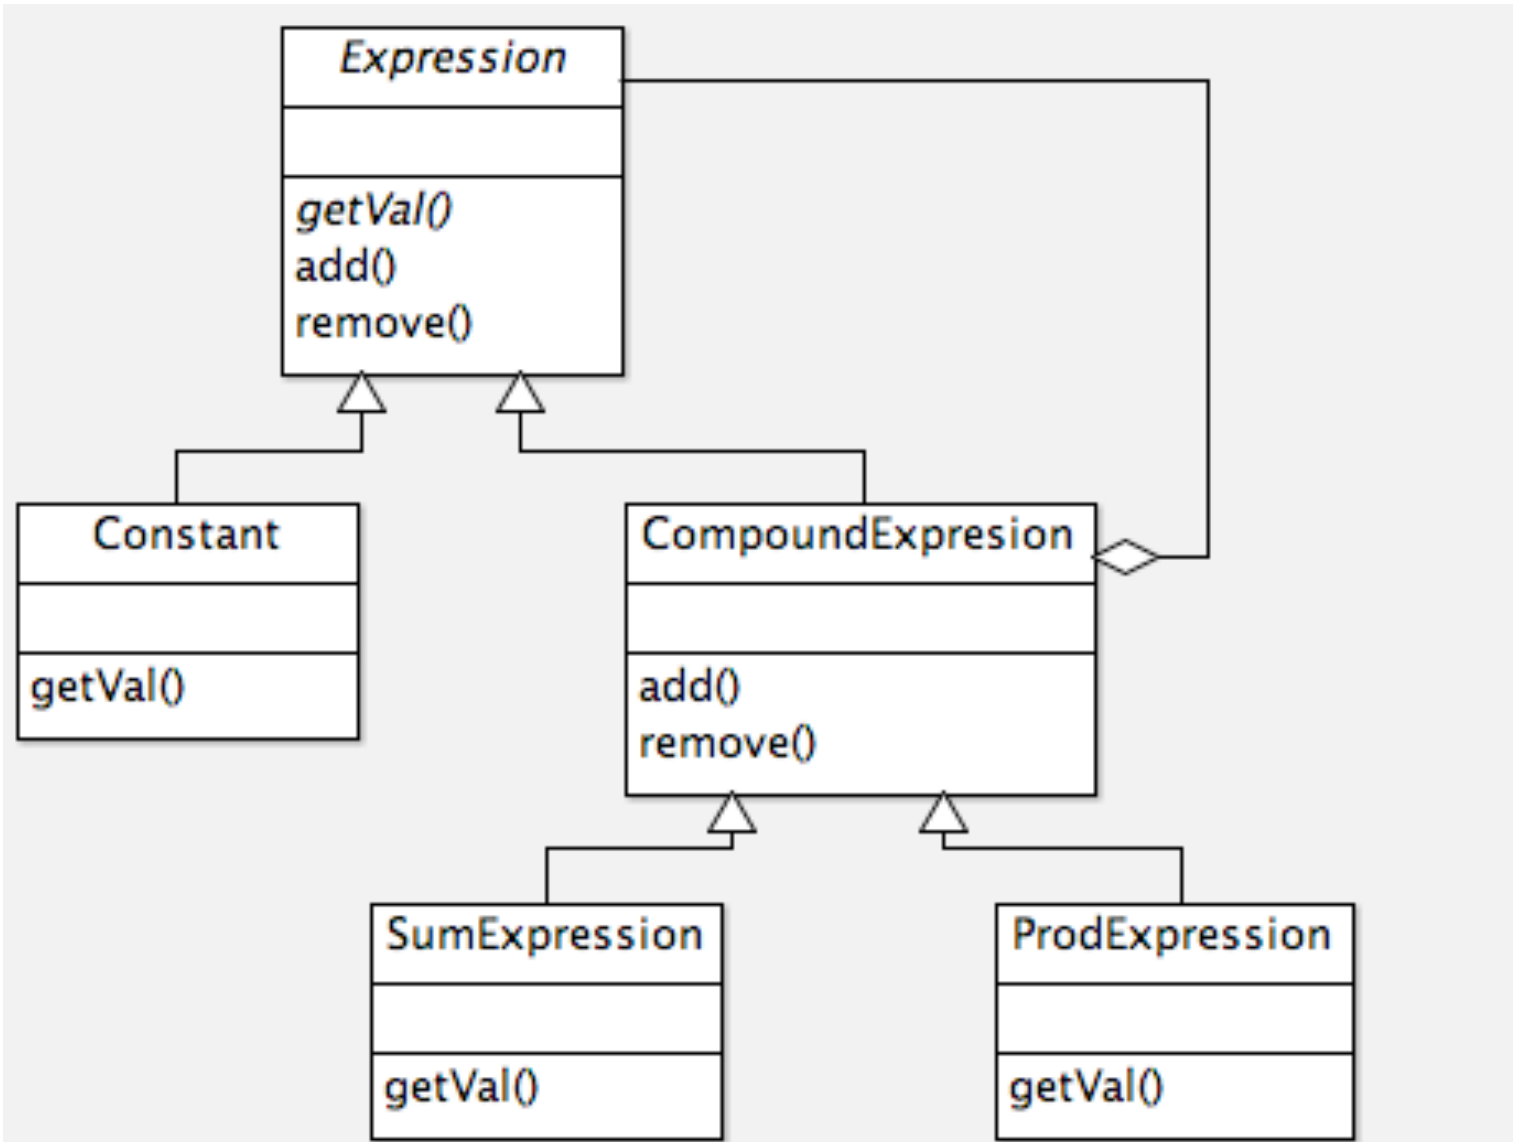 Expression
getVal()
add()
remove()
Constant
getVal()
CompoundExpresion
add()
remove()
SumExpression
getVal()
ProdExpression
getVal()